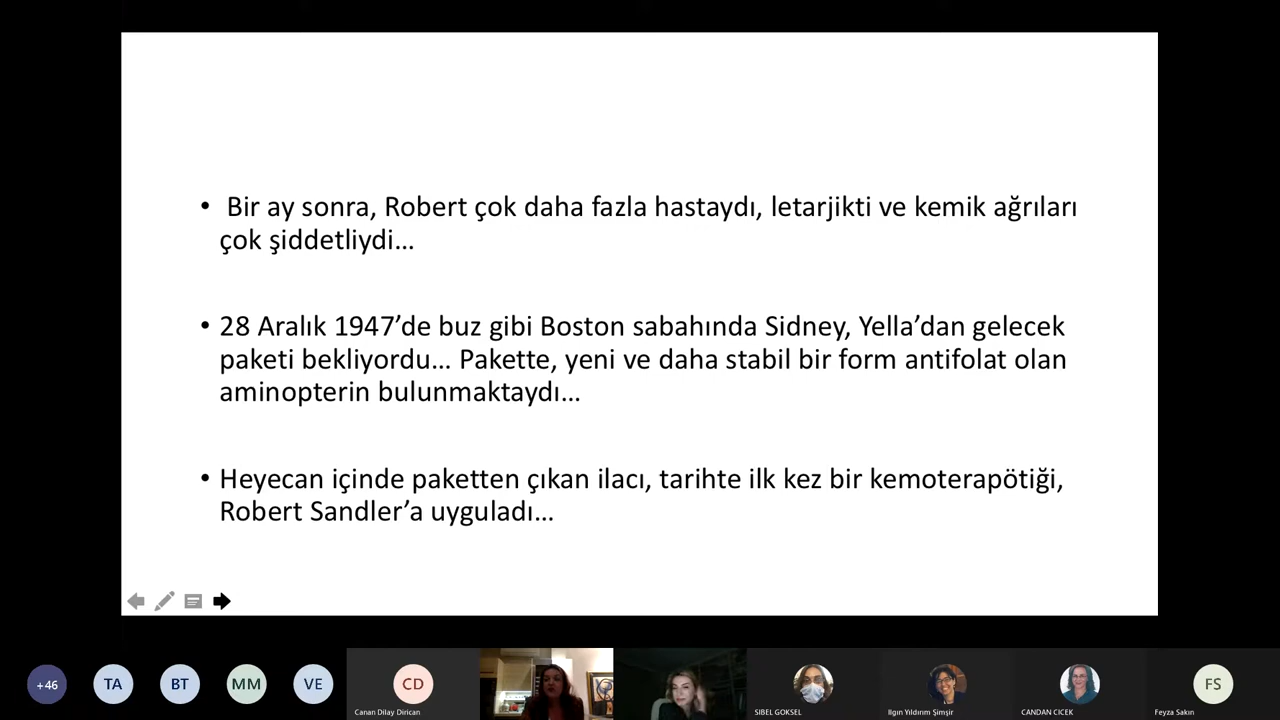 • Bir ay sonra, Robert çok daha fazla hastaydı, letarjikti ve kemik ağrıları
çok şiddetliydi…
• 28 Aralık 1947’de buz gibi Boston sabahında Sidney, Yella’dan gelecek
paketi bekliyordu… Pakette, yeni ve daha stabil bir form antifolat olan
aminopterin bulunmaktaydı…
• Heyecan içinde paketten çıkan ilacı, tarihte ilk kez bir kemoterapötiği,
Robert Sandler’a uyguladı…
+46 TA BT MM VE CD FS
Canan Dilay Dirican SIBEL GOKSEL Ilgın Yıldırım Şimşir CANDAN CICEK Feyza Sakın